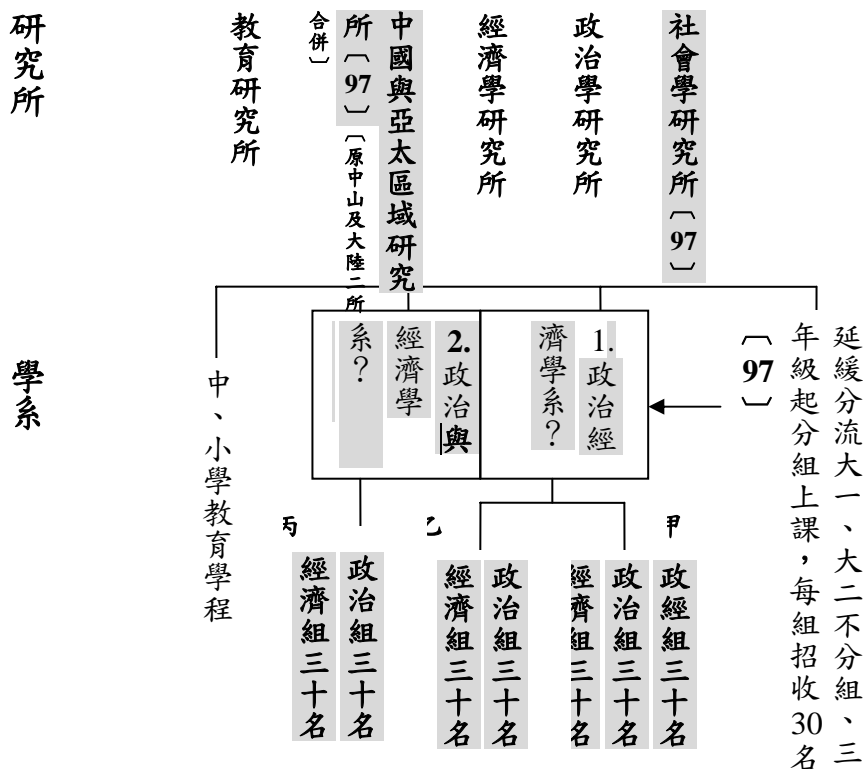 社會學研究所〔97〕
政治學研究所
經濟學研究所
中國與亞太區域研究
所〔97〕〔原中山及大陸二所
合併〕
教育研究所
研究所
延緩分流大一、大二不分組、三
年級起分組上課，每組招收30名
〔97〕
1.政治經
濟學系？
2.政治與
經濟學
系？
甲
政經組三十名
政治組三十名
經濟組三十名
乙
政治組三十名
經濟組三十名
丙
政治組三十名
經濟組三十名
中、小學教育學程
學系